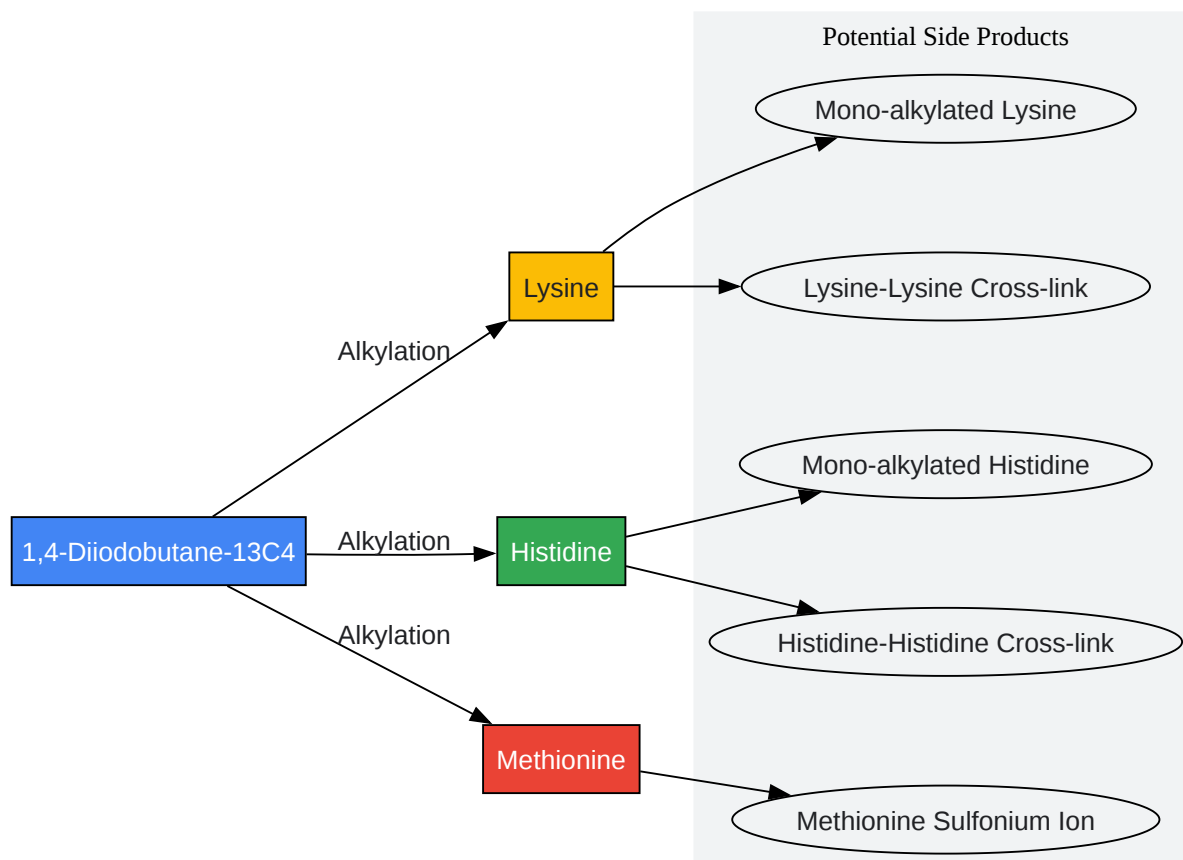 Potential Side Products
Mono-alkylated Lysine
Lysine
Lysine-Lysine Cross-link
Alkylation
Mono-alkylated Histidine
1,4-Diiodobutane-13C4
Alkylation
Histidine
Alkylation
Histidine-Histidine Cross-link
Methionine
Methionine Sulfonium Ion